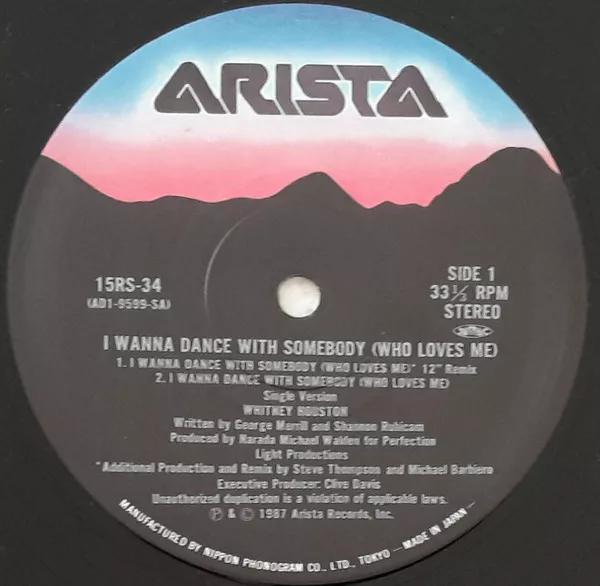 ARISTA
15RS-34
(AD1-9599-SA)
SIDE 1
33 1/3 RPM
STEREO
I WANNA DANCE WITH SOMEBODY (WHO LOVES ME)
1. I WANNA DANCE WITH SOMEBODY (WHO LOVES ME)* 12" Remix
2. I WANNA DANCE WITH SOMEBODY (WHO LOVES ME)
Single Version
WHITNEY HOUSTON
Written by George Merrill and Shannon Rubicam
Produced by Narada Michael Walden for Perfection
Light Productions
*Additional Production and Remix by Steve Thompson and Michael Barbiero
Executive Producer: Clive Davis
Unauthorized duplication is a violation of applicable laws.
℗ & © 1987 Arista Records, Inc.
MANUFACTURED BY NIPPON PHONOGRAM CO., LTD., TOKYO —MADE IN JAPAN—